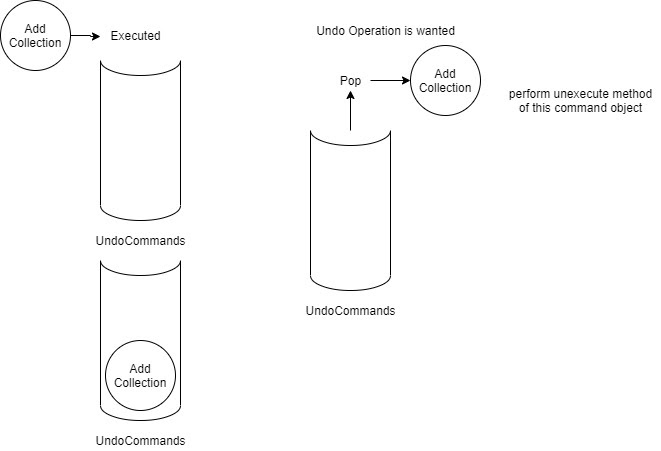 Add
Collection
Executed
UndoCommands
Add
Collection
UndoCommands
Undo Operation is wanted
Pop
Add
Collection
perform unexecute method
of this command object
UndoCommands